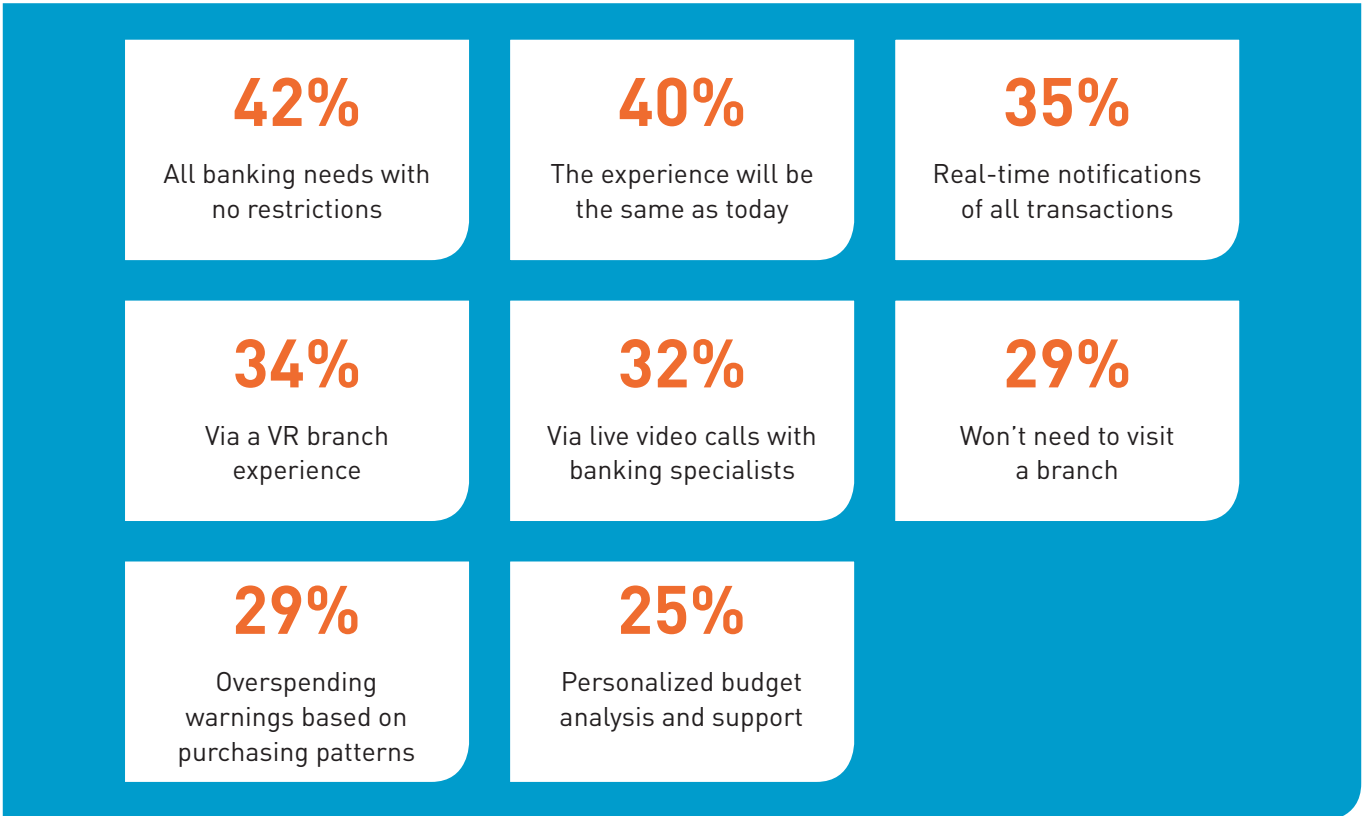 42%
All banking needs with
no restrictions
40%
The experience will be
the same as today
35%
Real-time notifications
of all transactions
34%
Via a VR branch
experience
32%
Via live video calls with
banking specialists
29%
Won’t need to visit
a branch
29%
Overspending
warnings based on
purchasing patterns
25%
Personalized budget
analysis and support